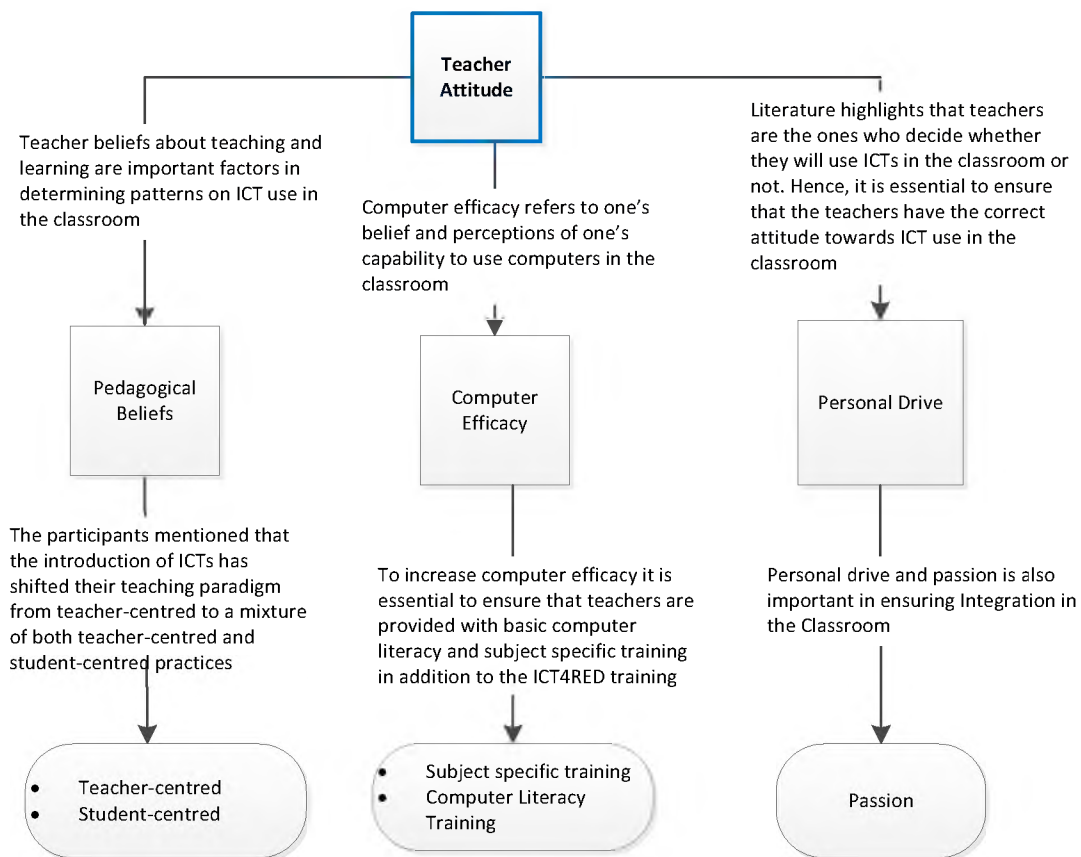 Teacher
Attitude
Teacher beliefs about teaching and
learning are important factors in
determining patterns on ICT use in
the classroom
Computer efficacy refers to one’s
belief and perceptions of one’s
capability to use computers in the
classroom
Literature highlights that teachers
are the ones who decide whether
they will use ICTs in the classroom or
not. Hence, it is essential to ensure
that the teachers have the correct
attitude towards ICT use in the
classroom
Pedagogical
Beliefs
Computer
Efficacy
Personal Drive
The participants mentioned that
the introduction of ICTs has
shifted their teaching paradigm
from teacher-centred to a mixture
of both teacher-centred and
student-centred practices
To increase computer efficacy it is
essential to ensure that teachers are
provided with basic computer
literacy and subject specific training
in addition to the ICT4RED training
Personal drive and passion is also
important in ensuring Integration in
the Classroom
• Teacher-centred
• Student-centred
• Subject specific training
• Computer Literacy
Training
Passion